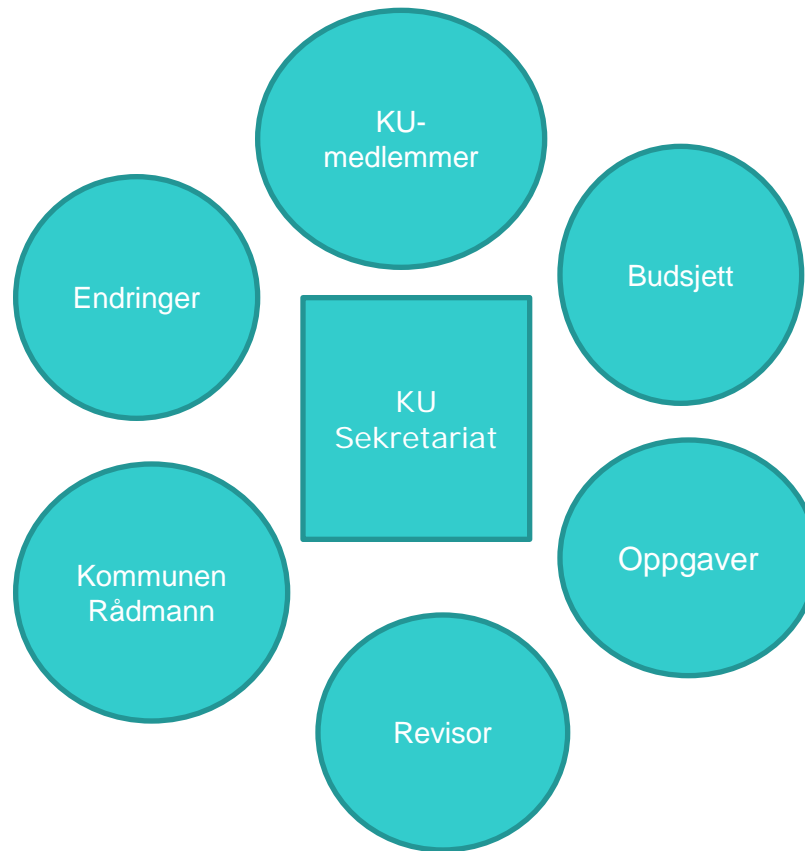 KU-
medlemmer
Endringer
Budsjett
KU
Sekretariat
Kommunen
Rådmann
Oppgaver
Revisor